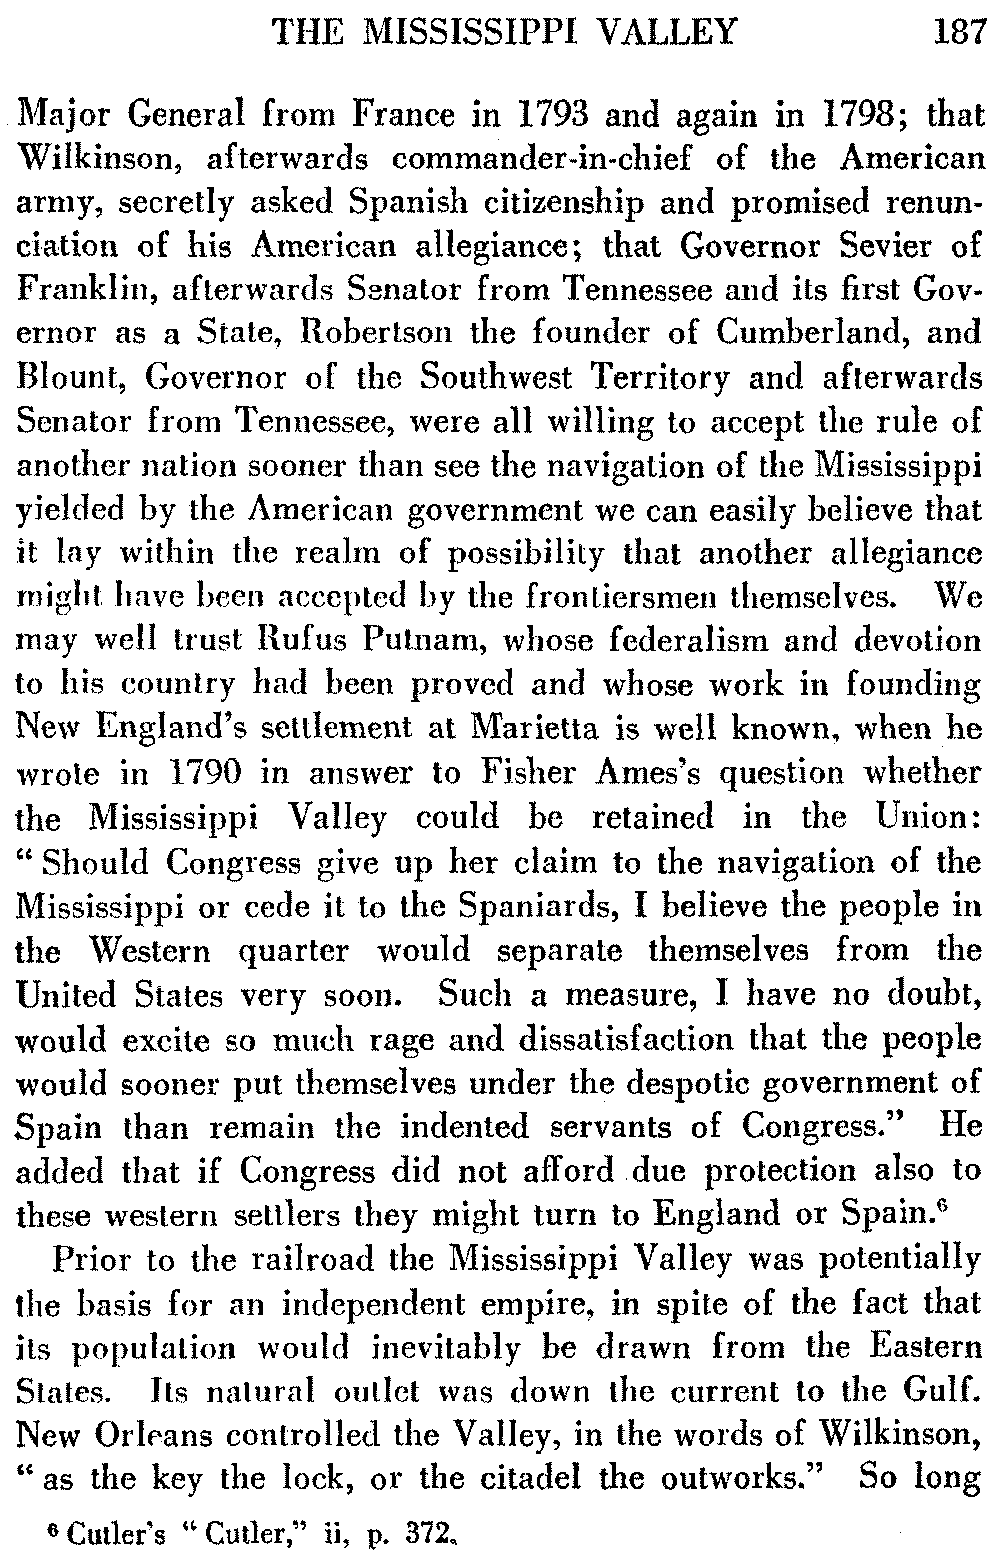 THE MISSISSIPPI VALLEY 187
Major General from France in 1793 and again in 1798; that
Wilkinson, afterwards commander-in-chief of the American
army, secretly asked Spanish citizenship and promised renun-
ciation of his American allegiance; that Governor Sevier of
Franklin, afterwards Senator from Tennessee and its first Gov-
ernor as a State, Robertson the founder of Cumberland, and
Blount, Governor of the Southwest Territory and afterwards
Senator from Tennessee, were all willing to accept the rule of
another nation sooner than see the navigation of the Mississippi
yielded by the American government we can easily believe that
it lay within the realm of possibility that another allegiance
might have been accepted by the frontiersmen themselves. We
may well trust Rufus Putnam, whose federalism and devotion
to his country had been proved and whose work in founding
New England's settlement at Marietta is well known, when he
wrote in 1790 in answer to Fisher Ames's question whether
the Mississippi Valley could be retained in the Union:
“ Should Congress give up her claim to the navigation of the
Mississippi or cede it to the Spaniards, I believe the people in
the Western quarter would separate themselves from the
United States very soon. Such a measure, I have no doubt,
would excite so much rage and dissatisfaction that the people
would sooner put themselves under the despotic government of
Spain than remain the indented servants of Congress.” He
added that if Congress did not afford due protection also to
these western settlers they might turn to England or Spain.⁶
Prior to the railroad the Mississippi Valley was potentially
the basis for an independent empire, in spite of the fact that
its population would inevitably be drawn from the Eastern
States. Its natural outlet was down the current to the Gulf.
New Orleans controlled the Valley, in the words of Wilkinson,
“ as the key the lock, or the citadel the outworks.” So long
⁶ Cutler's “ Cutler,” ii, p. 372.